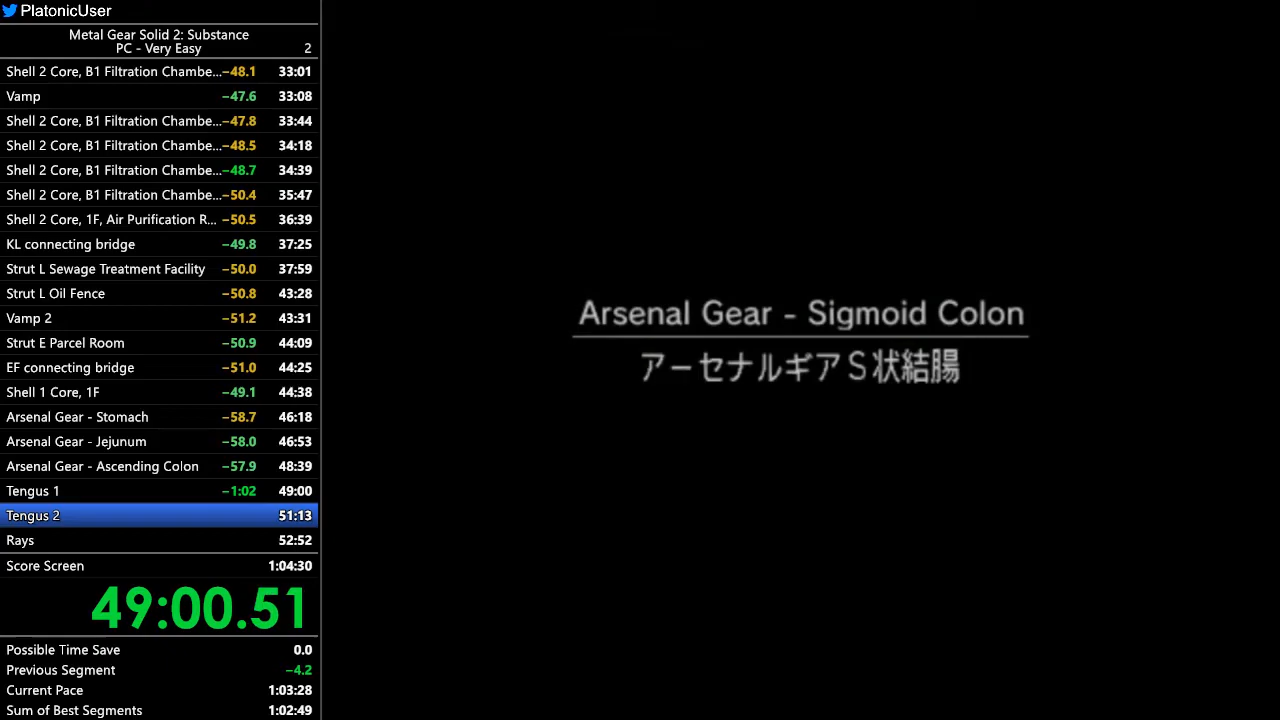 PlatonicUser
Metal Gear Solid 2: Substance
PC - Very Easy 2
Shell 2 Core, B1 Filtration Chambe... −48.1 33:01
Vamp −47.6 33:08
Shell 2 Core, B1 Filtration Chambe... −47.8 33:44
Shell 2 Core, B1 Filtration Chambe... −48.5 34:18
Shell 2 Core, B1 Filtration Chambe... −48.7 34:39
Shell 2 Core, B1 Filtration Chambe... −50.4 35:47
Shell 2 Core, 1F, Air Purification R... −50.5 36:39
KL connecting bridge −49.8 37:25
Strut L Sewage Treatment Facility −50.0 37:59
Strut L Oil Fence −50.8 43:28
Vamp 2 −51.2 43:31
Strut E Parcel Room −50.9 44:09
EF connecting bridge −51.0 44:25
Shell 1 Core, 1F −49.1 44:38
Arsenal Gear - Stomach −58.7 46:18
Arsenal Gear - Jejunum −58.0 46:53
Arsenal Gear - Ascending Colon −57.9 48:39
Tengus 1 −1:02 49:00
Tengus 2 51:13
Rays 52:52
Score Screen 1:04:30
49:00.51
Possible Time Save 0.0
Previous Segment −4.2
Current Pace 1:03:28
Sum of Best Segments 1:02:49
Arsenal Gear - Sigmoid Colon
アーセナルギアS状結腸